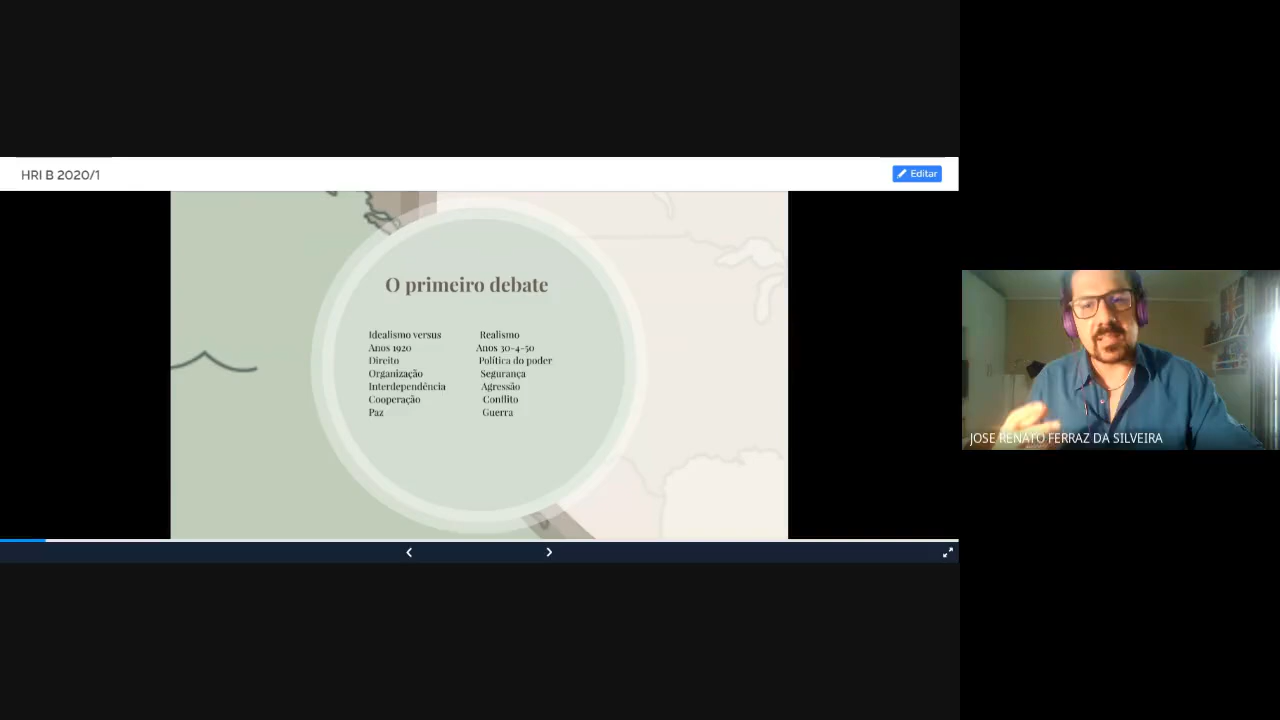 HRI B 2020/1
Editar
O primeiro debate
Idealismo versus Realismo
Anos 1920 Anos 30-4-50
Direito Política do poder
Organização Segurança
Interdependência Agressão
Cooperação Conflito
Paz Guerra
JOSE RENATO FERRAZ DA SILVEIRA